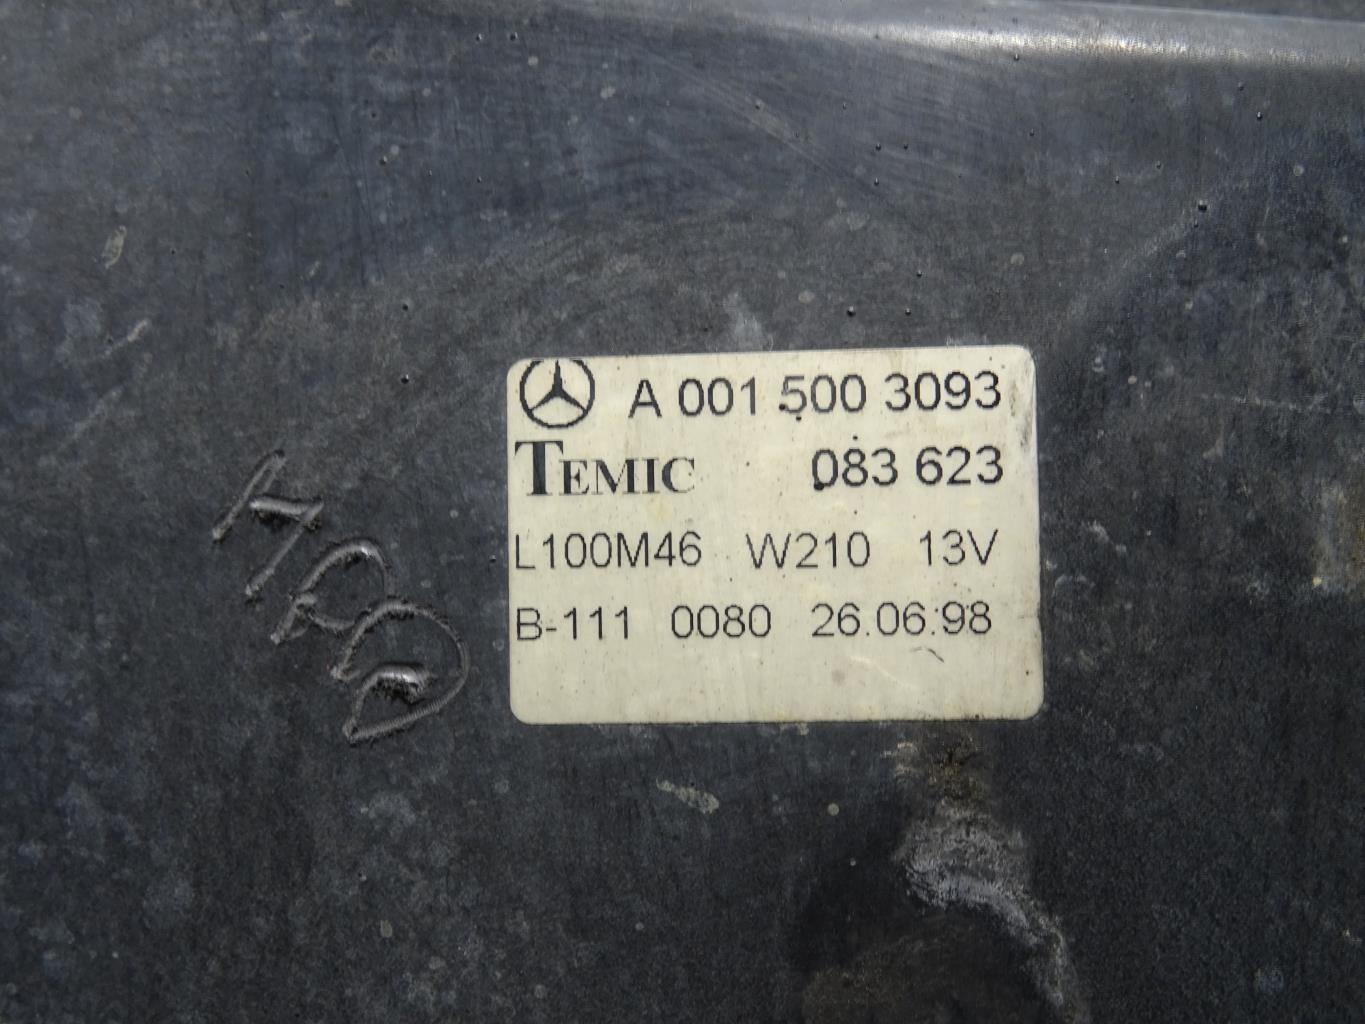 A 001 500 3093
TEMIC 083 623
L100M46 W210 13V
B-111 0080 26.06.98